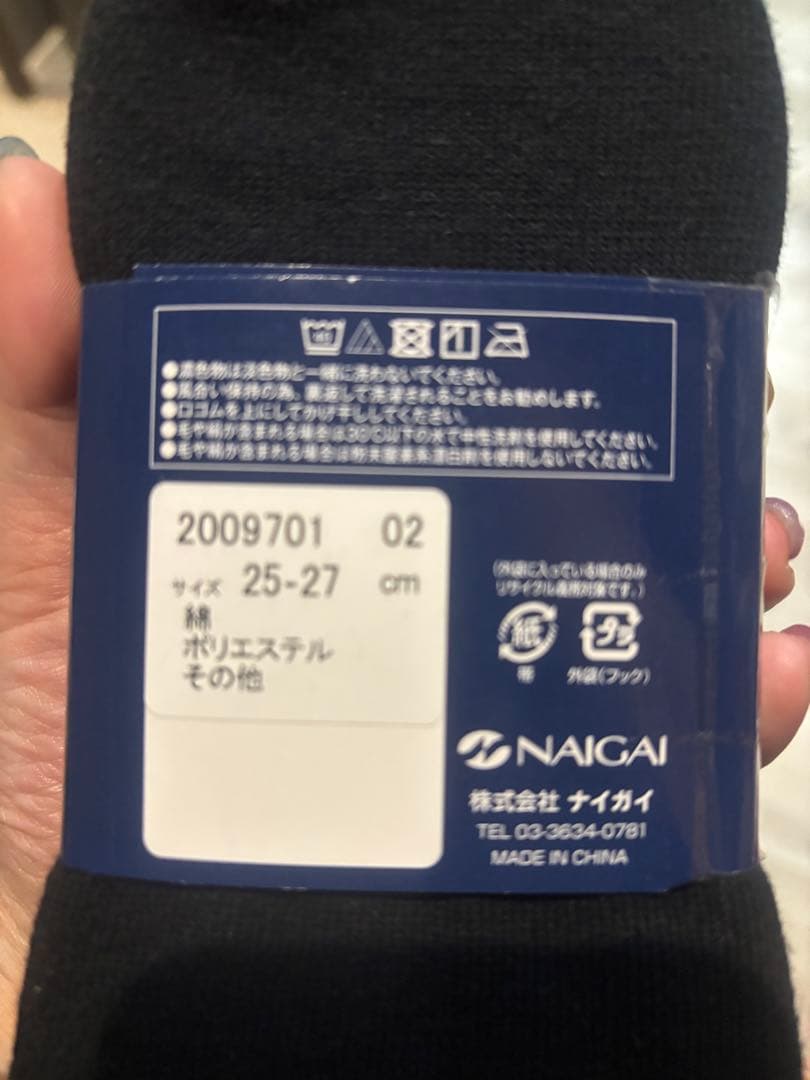 ●濃色物は淡色物と一緒に洗わないでください。
●風合い保持の為、裏返して洗濯されることをお勧めします。
●口ゴムを上にしてかげ干ししてください。
●毛や絹が含まれる場合は30℃以下の水で中性洗剤を使用してください。
●毛や絹が含まれる場合は粉末酸素系漂白剤を使用しないでください。
2009701 02
サイズ 25-27 cm
綿
ポリエステル
その他
(外袋に入っている場合のみ
リサイクル識別対象です。)
紙 プラ
帯 外袋(フック)
NAIGAI
株式会社 ナイガイ
TEL 03-3634-0781
MADE IN CHINA